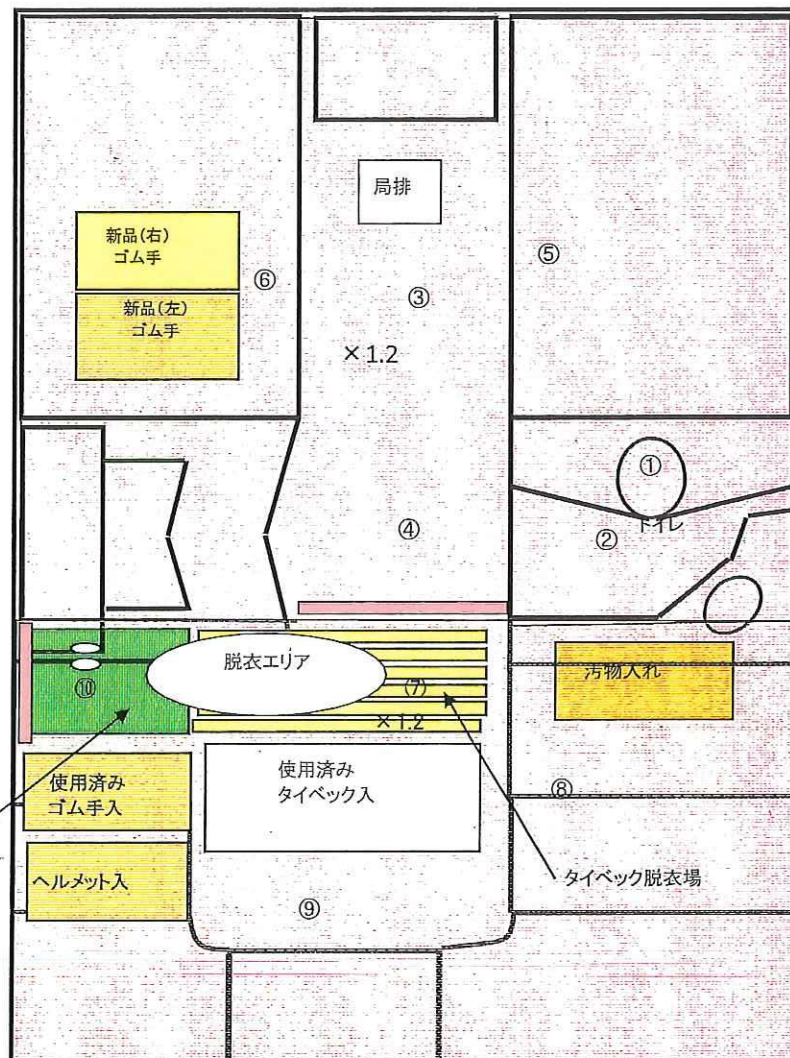 局排
新品(右)
ゴム手
⑥
⑤
新品(左)
ゴム手
③
×1.2
①
④
②
トイレ
脱衣エリア
汚物入れ
⑩
(7)
×1.2
使用済み
ゴム手入
使用済み
タイベック入
⑧
ヘルメット入
タイベック脱衣場
⑨